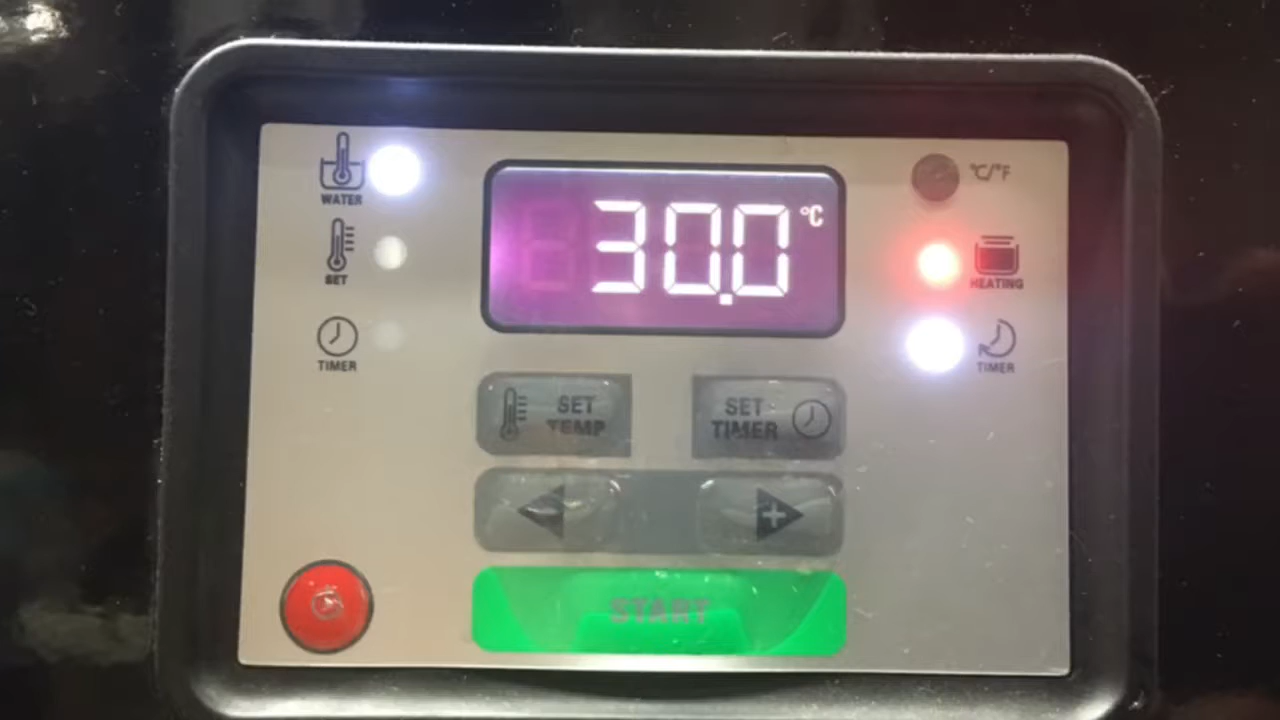 WATER
SET
TIMER
30.0 °C
°C/°F
HEATING
TIMER
SET
TEMP
SET
TIMER
START